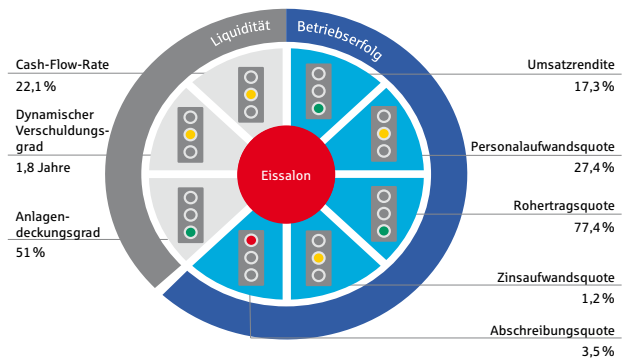 Liquidität
Betriebserfolg
Cash-Flow-Rate
22,1 %
Dynamischer
Verschuldungs-
grad
1,8 Jahre
Anlagen-
deckungsgrad
51 %
Eissalon
Umsatzrendite
17,3 %
Personalaufwandsquote
27,4 %
Rohertragsquote
77,4 %
Zinsaufwandsquote
1,2 %
Abschreibungsquote
3,5 %